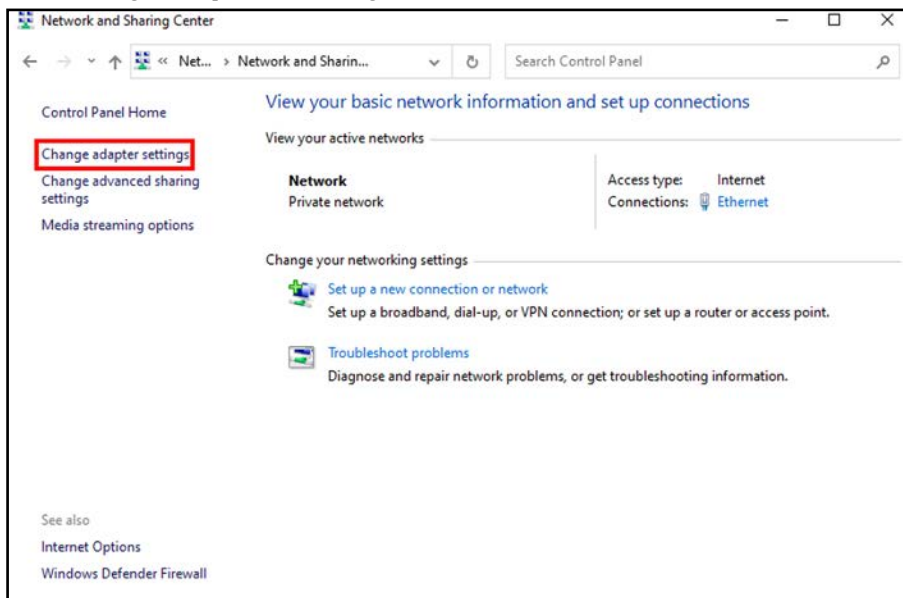 Network and Sharing Center
« Net... > Network and Sharin...
Search Control Panel
Control Panel Home
Change adapter settings
Change advanced sharing
settings
Media streaming options
View your basic network information and set up connections
View your active networks
Network
Private network
Access type: Internet
Connections: Ethernet
Change your networking settings
Set up a new connection or network
Set up a broadband, dial-up, or VPN connection; or set up a router or access point.
Troubleshoot problems
Diagnose and repair network problems, or get troubleshooting information.
See also
Internet Options
Windows Defender Firewall